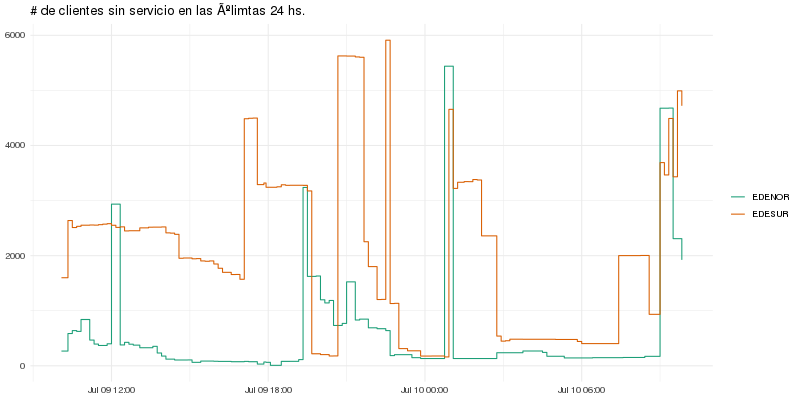 # de clientes sin servicio en las Ãºlimtas 24 hs.
6000
4000
2000
0
Jul 09 12:00
Jul 09 18:00
Jul 10 00:00
Jul 10 06:00
EDENOR
EDESUR